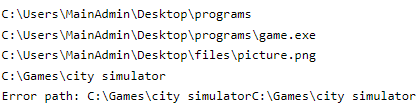 C:\Users\MainAdmin\Desktop\programs
C:\Users\MainAdmin\Desktop\programs\game.exe
C:\Users\MainAdmin\Desktop\files\picture.png
C:\Games\city simulator
Error path: C:\Games\city simulatorC:\Games\city simulator